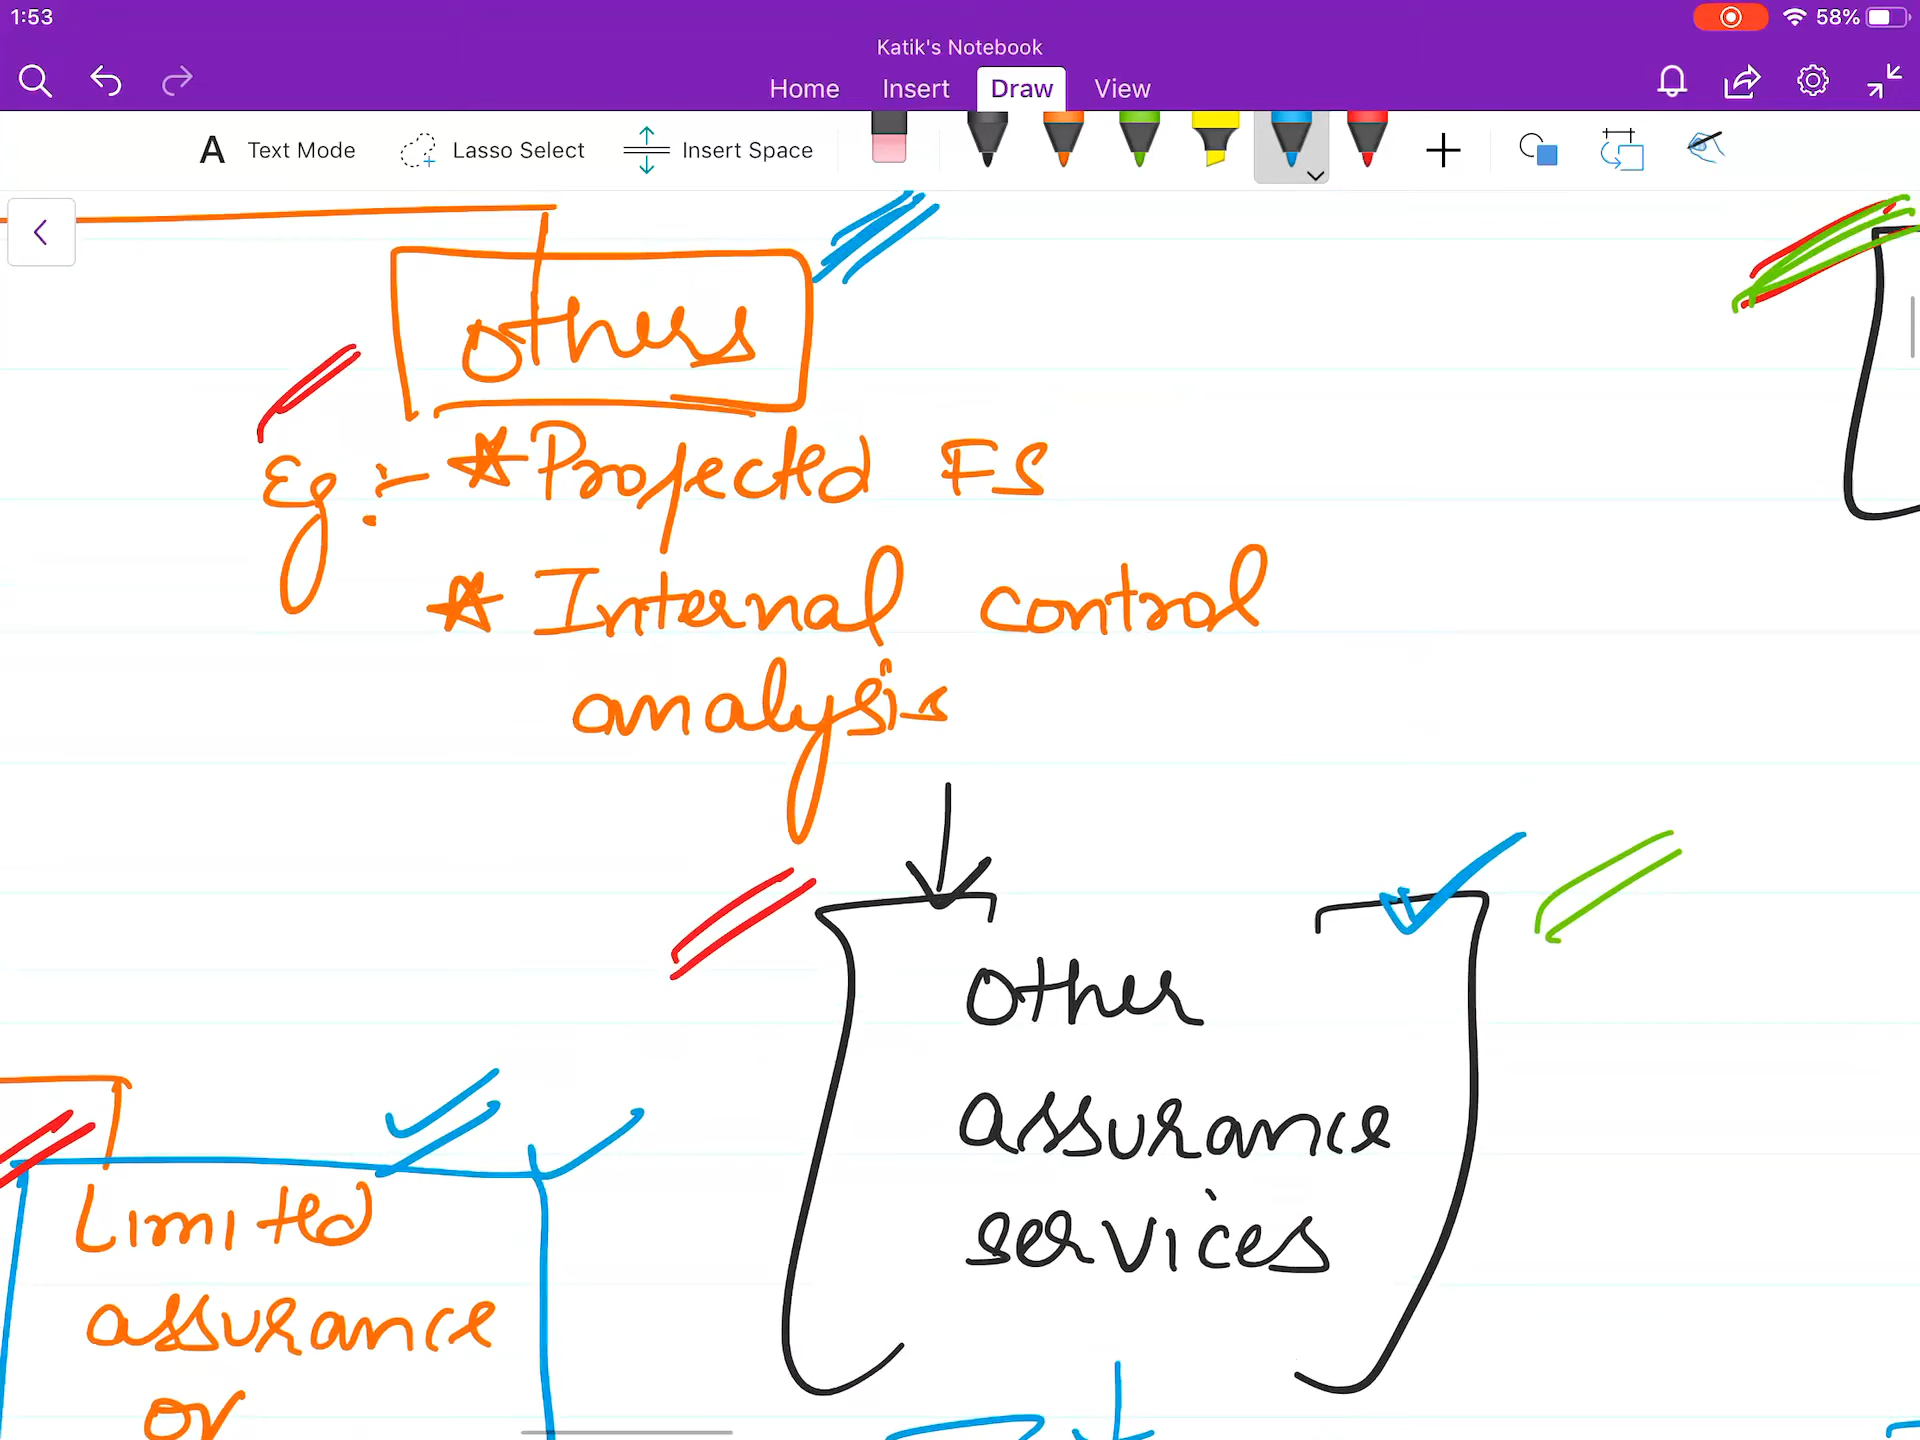 1:53
58%
Katik's Notebook
Home Insert Draw View
A Text Mode Lasso Select Insert Space
others
Eg:- ☆ Projected FS
☆ Internal control
analysis
other
assurance
services
Limited
assurance
or